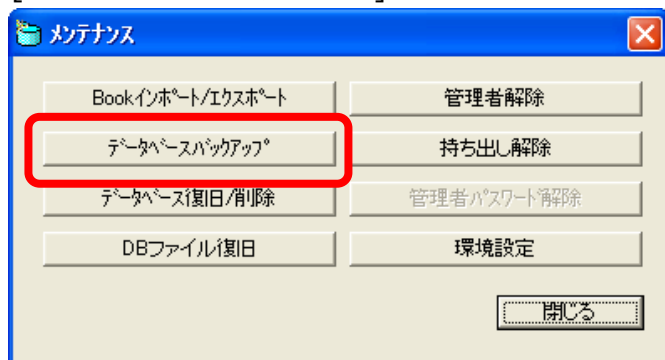 メンテナンス
Bookｲﾝﾎﾟｰﾄ/ｴｸｽﾎﾟｰﾄ
管理者解除
ﾃﾞｰﾀﾍﾞｰｽﾊﾞｯｸｱｯﾌﾟ
持ち出し解除
ﾃﾞｰﾀﾍﾞｰｽ復旧/削除
管理者ﾊﾟｽﾜｰﾄﾞ解除
DBファイル復旧
環境設定
閉じる